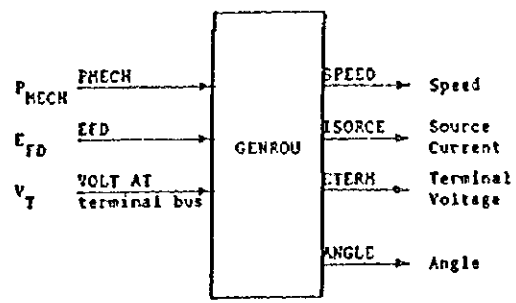 PMECH PMECH SPEED Speed
EFD EFD ISORCE Source
Current
GENROU
VT VOLT AT ETERM Terminal
terminal bus Voltage
ANGLE Angle